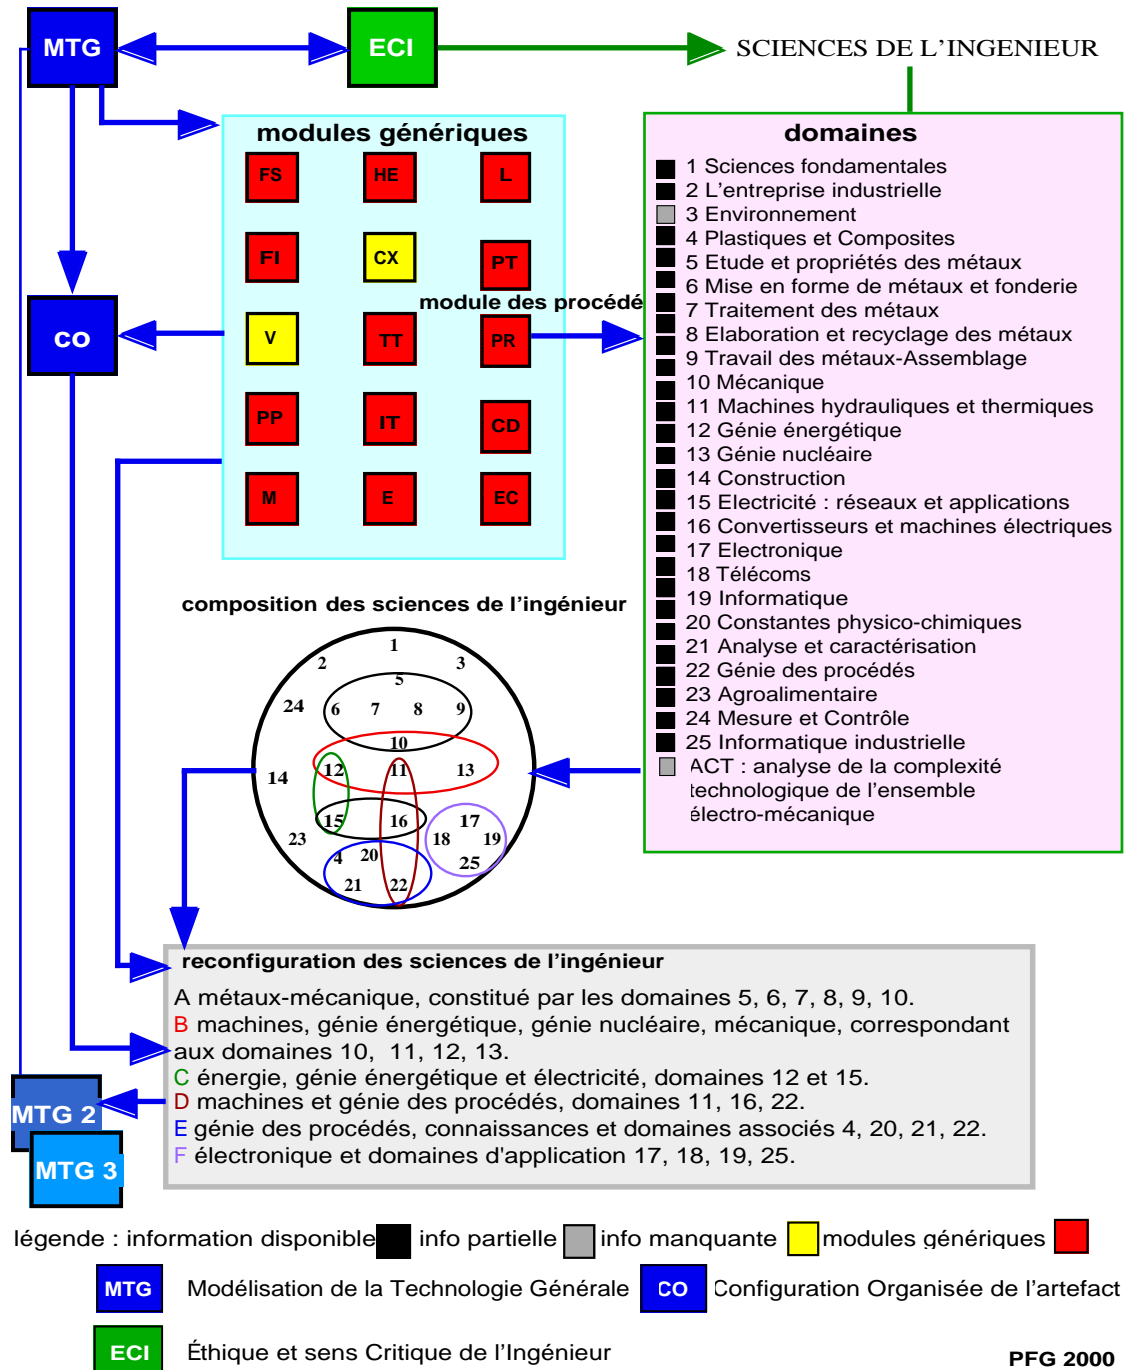 MTG
ECI
SCIENCES DE L'INGENIEUR
modules génériques
FS HE L
FI CX PT
module des procédé
V TT PR
PP IT CD
M E EC
CO
domaines
1 Sciences fondamentales
2 L'entreprise industrielle
3 Environnement
4 Plastiques et Composites
5 Etude et propriétés des métaux
6 Mise en forme de métaux et fonderie
7 Traitement des métaux
8 Elaboration et recyclage des métaux
9 Travail des métaux-Assemblage
10 Mécanique
11 Machines hydrauliques et thermiques
12 Génie énergétique
13 Génie nucléaire
14 Construction
15 Electricité : réseaux et applications
16 Convertisseurs et machines électriques
17 Electronique
18 Télécoms
19 Informatique
20 Constantes physico-chimiques
21 Analyse et caractérisation
22 Génie des procédés
23 Agroalimentaire
24 Mesure et Contrôle
25 Informatique industrielle
ACT : analyse de la complexité
technologique de l'ensemble
électro-mécanique
composition des sciences de l'ingénieur
1
2 3
5
24 6 7 8 9
10
14 12 11 13
15 16 17
23 18 19
4 20 25
21 22
reconfiguration des sciences de l'ingénieur
A métaux-mécanique, constitué par les domaines 5, 6, 7, 8, 9, 10.
B machines, génie énergétique, génie nucléaire, mécanique, correspondant
aux domaines 10, 11, 12, 13.
C énergie, génie énergétique et électricité, domaines 12 et 15.
D machines et génie des procédés, domaines 11, 16, 22.
E génie des procédés, connaissances et domaines associés 4, 20, 21, 22.
F électronique et domaines d'application 17, 18, 19, 25.
MTG 2
MTG 3
légende : information disponible info partielle info manquante modules génériques
MTG Modélisation de la Technologie Générale CO Configuration Organisée de l'artefact
ECI Éthique et sens Critique de l'Ingénieur
PFG 2000